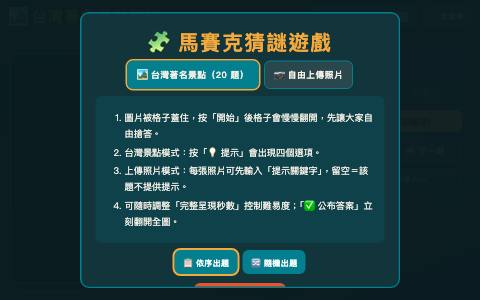 馬賽克猜謎遊戲
台灣著名景點（20 題） 自由上傳照片
1. 圖片被格子蓋住，按「開始」後格子會慢慢翻開，先讓大家自
由搶答。
2. 台灣景點模式：按「💡 提示」會出現四個選項。
3. 上傳照片模式：每張照片可先輸入「提示關鍵字」，留空＝該
題不提供提示。
4. 可隨時調整「完整呈現秒數」控制難易度；「✅ 公布答案」立
刻翻開全圖。
依序出題 隨機出題